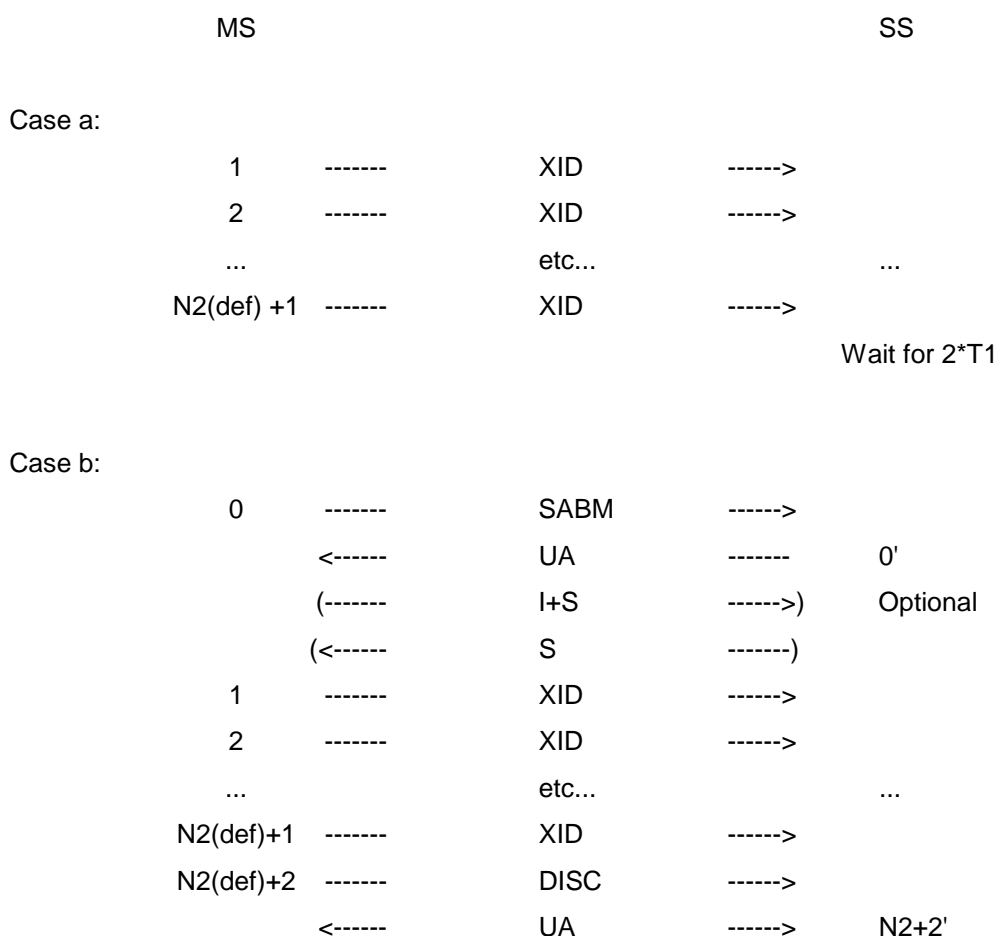 MS SS
Case a:
1 ------- XID ------>
2 ------- XID ------>
... etc... ...
N2(def) +1 ------- XID ------>
Wait for 2*T1
Case b:
0 ------- SABM ------>
<------ UA ------- 0'
(------- I+S ------>) Optional
(<------ S -------)
1 ------- XID ------>
2 ------- XID ------>
... etc... ...
N2(def)+1 ------- XID ------>
N2(def)+2 ------- DISC ------>
<------ UA ------> N2+2'